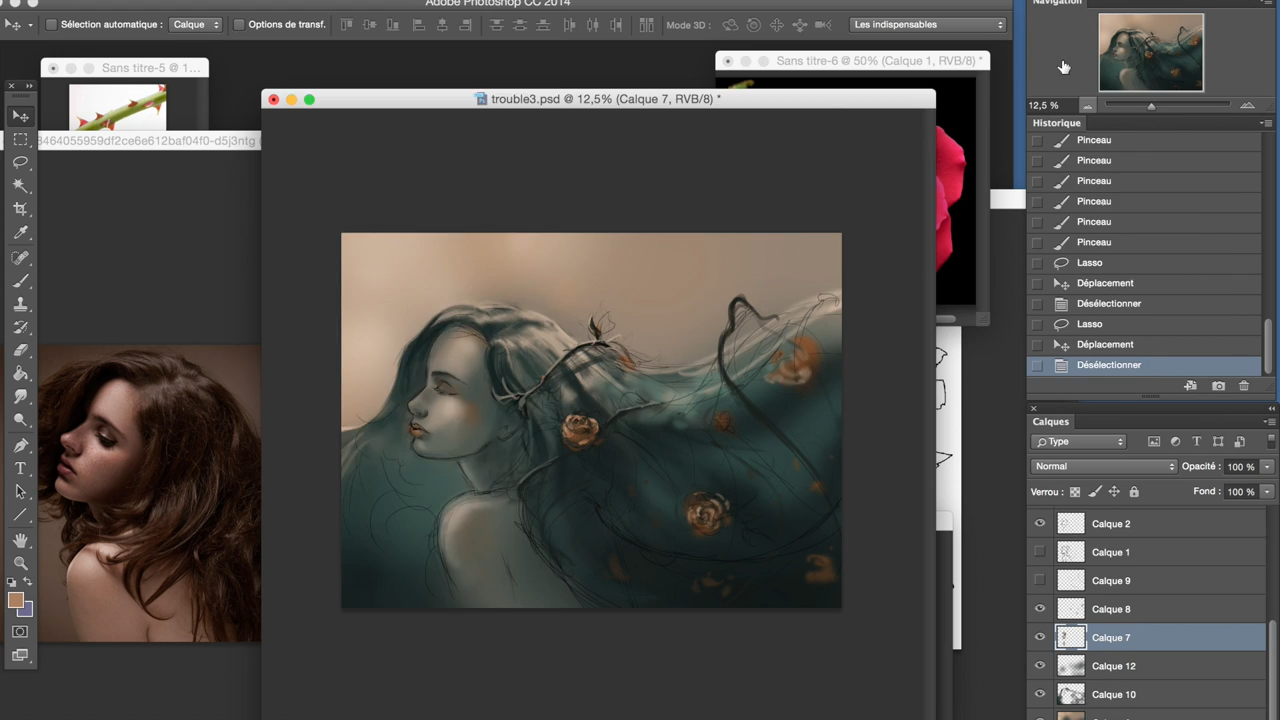 Adobe Photoshop CC 2014
Navigation
Sélection automatique : Calque Options de transf. Mode 3D : Les indispensables
Sans titre-5 @ 1...
Sans titre-6 @ 50% (Calque 1, RVB/8) *
trouble3.psd @ 12,5% (Calque 7, RVB/8) *
8464055959df2ce6e612baf04f0-d5j3ntg
12,5 %
Historique
Pinceau
Pinceau
Pinceau
Pinceau
Pinceau
Pinceau
Lasso
Déplacement
Désélectionner
Lasso
Déplacement
Désélectionner
Calques
Type
Normal Opacité : 100 %
Verrou : Fond : 100 %
Calque 2
Calque 1
Calque 9
Calque 8
Calque 7
Calque 12
Calque 10